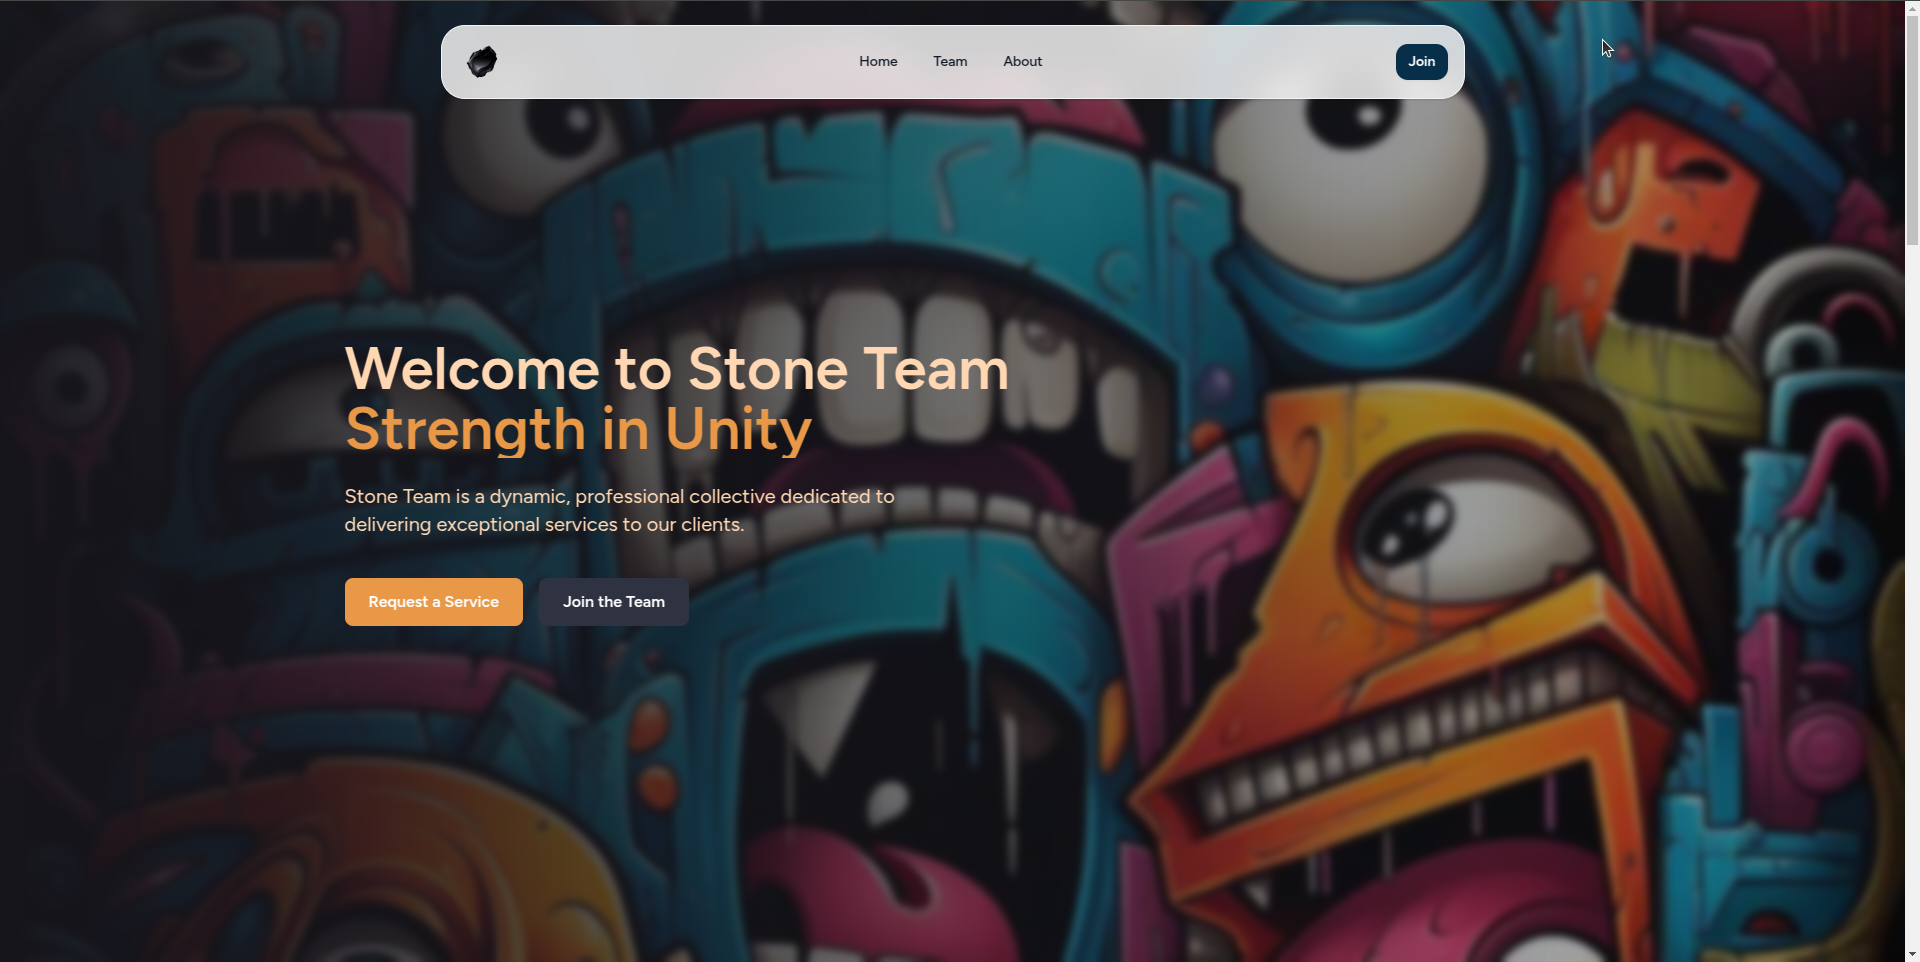 Home
Team
About
Join
Welcome to Stone Team
Strength in Unity
Stone Team is a dynamic, professional collective dedicated to
delivering exceptional services to our clients.
Request a Service
Join the Team